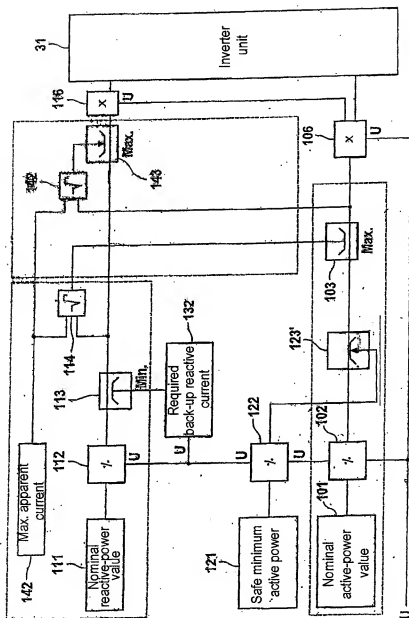 31
Inverter
unit
116
x
U
106
x
U
142
143
Max.
103
Max.
114
132'
Required
back-up reactive
current
123'
113
Min.
112
%
U
122
%
U
102
%
101
Max. apparent
current
142
111
Nominal
reactive-power
value
121
Safe minimum
active power
Nominal
active-power
value
U